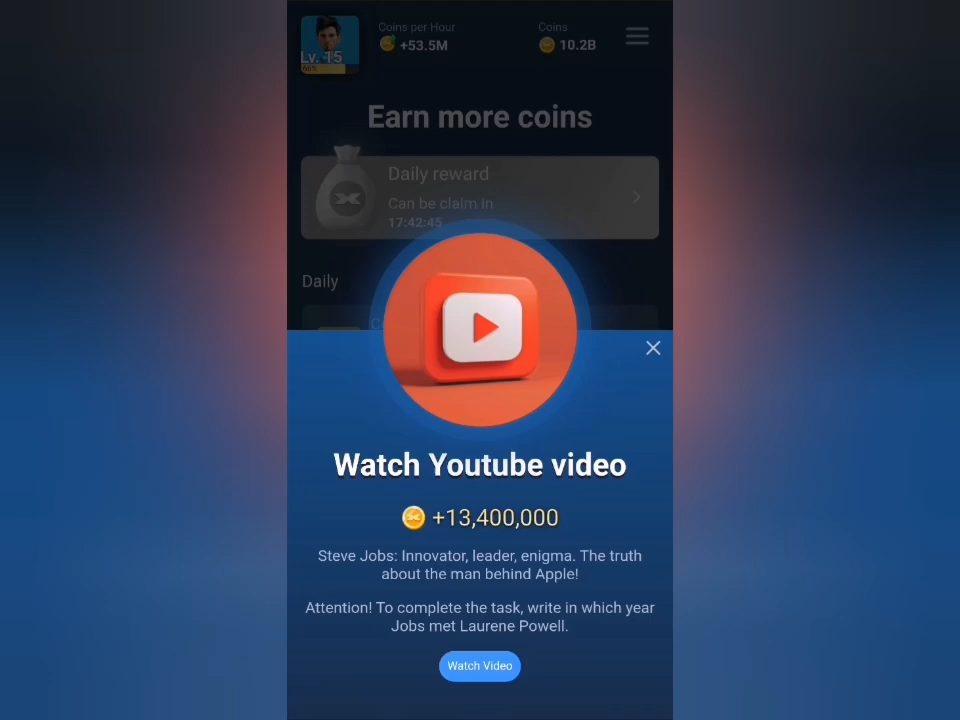 Coins per Hour
+53.5M
Coins
10.2B
Lv. 15
66%
Earn more coins
Daily reward
Can be claim in
17:42:45
Daily
Watch Youtube video
+13,400,000
Steve Jobs: Innovator, leader, enigma. The truth
about the man behind Apple!
Attention! To complete the task, write in which year
Jobs met Laurene Powell.
Watch Video